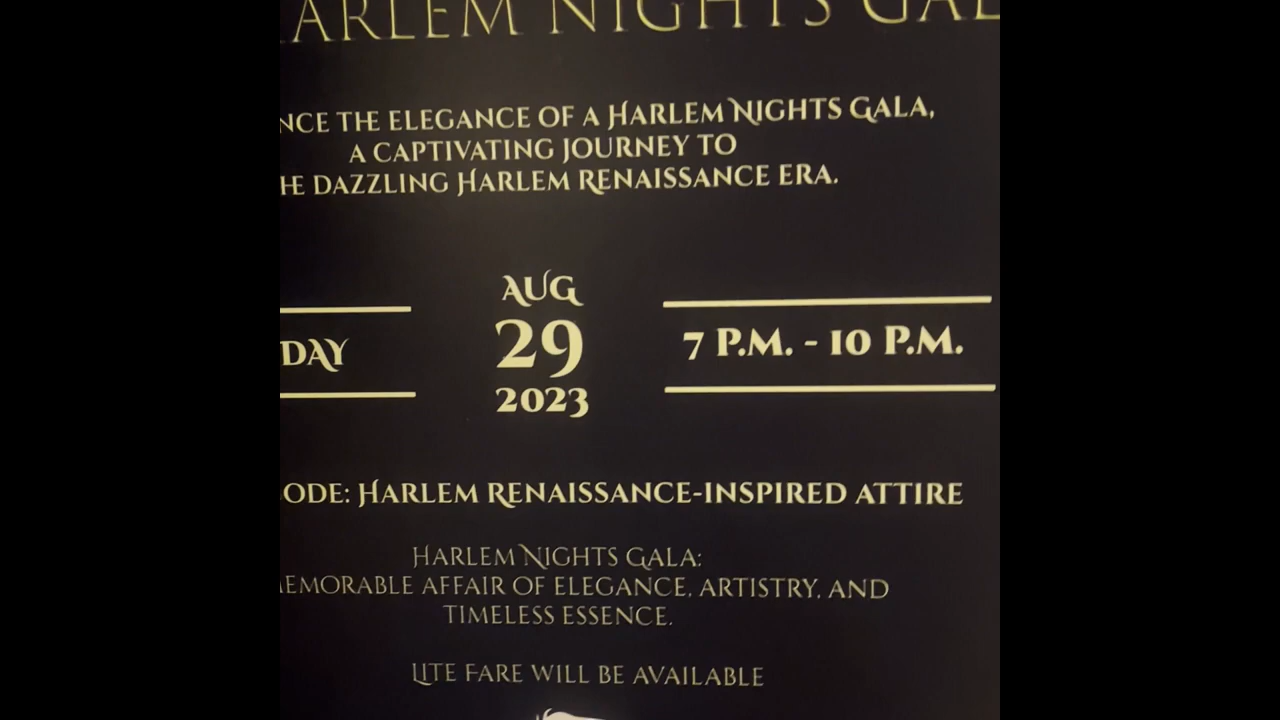 ARLEM NIGHTS GAL
NCE THE ELEGANCE OF A HARLEM NIGHTS GALA,
A CAPTIVATING JOURNEY TO
HE DAZZLING HARLEM RENAISSANCE ERA.
AUG
29
2023
DAY
7 P.M. - 10 P.M.
ODE: HARLEM RENAISSANCE-INSPIRED ATTIRE
HARLEM NIGHTS GALA:
EMORABLE AFFAIR OF ELEGANCE, ARTISTRY, AND
TIMELESS ESSENCE.
LITE FARE WILL BE AVAILABLE